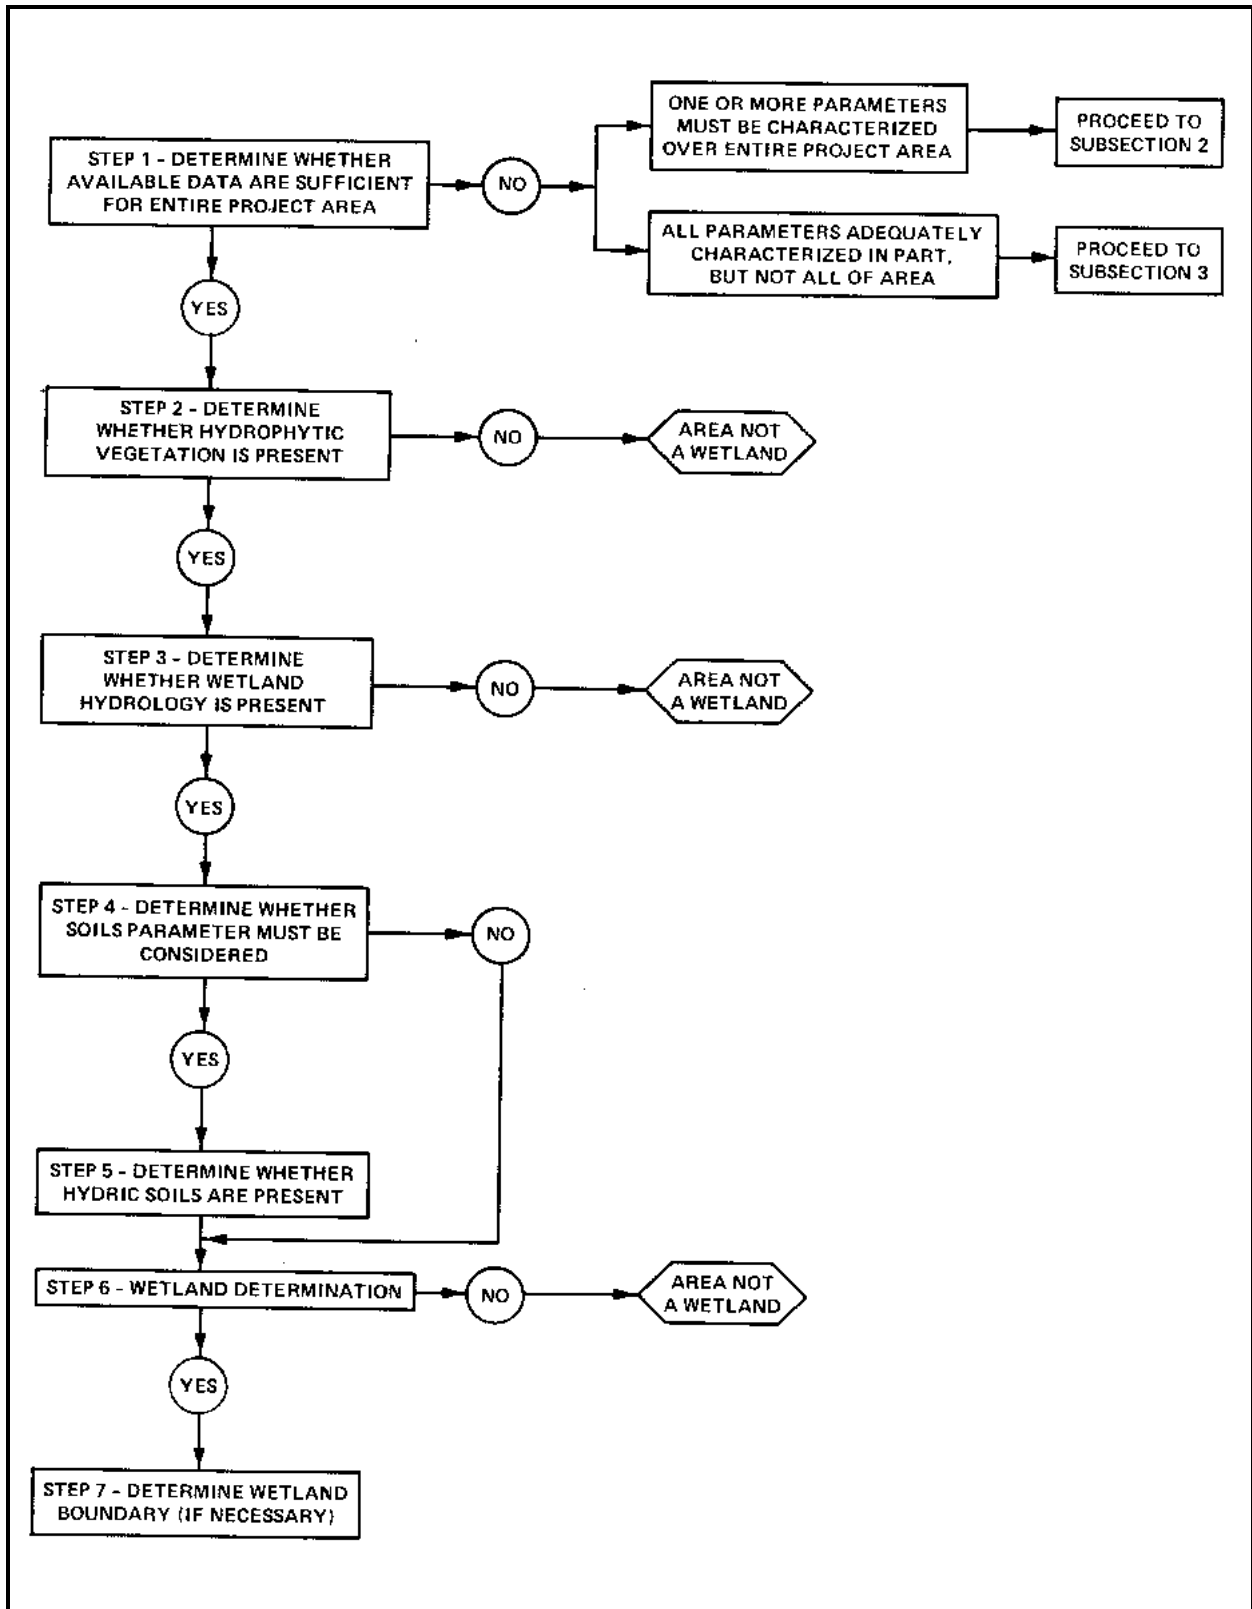 STEP 1 - DETERMINE WHETHER
AVAILABLE DATA ARE SUFFICIENT
FOR ENTIRE PROJECT AREA
NO
ONE OR MORE PARAMETERS
MUST BE CHARACTERIZED
OVER ENTIRE PROJECT AREA
PROCEED TO
SUBSECTION 2
ALL PARAMETERS ADEQUATELY
CHARACTERIZED IN PART,
BUT NOT ALL OF AREA
PROCEED TO
SUBSECTION 3
YES
STEP 2 - DETERMINE
WHETHER HYDROPHYTIC
VEGETATION IS PRESENT
NO
AREA NOT
A WETLAND
YES
STEP 3 - DETERMINE
WHETHER WETLAND
HYDROLOGY IS PRESENT
NO
AREA NOT
A WETLAND
YES
STEP 4 - DETERMINE WHETHER
SOILS PARAMETER MUST BE
CONSIDERED
NO
YES
STEP 5 - DETERMINE WHETHER
HYDRIC SOILS ARE PRESENT
STEP 6 - WETLAND DETERMINATION
NO
AREA NOT
A WETLAND
YES
STEP 7 - DETERMINE WETLAND
BOUNDARY (IF NECESSARY)